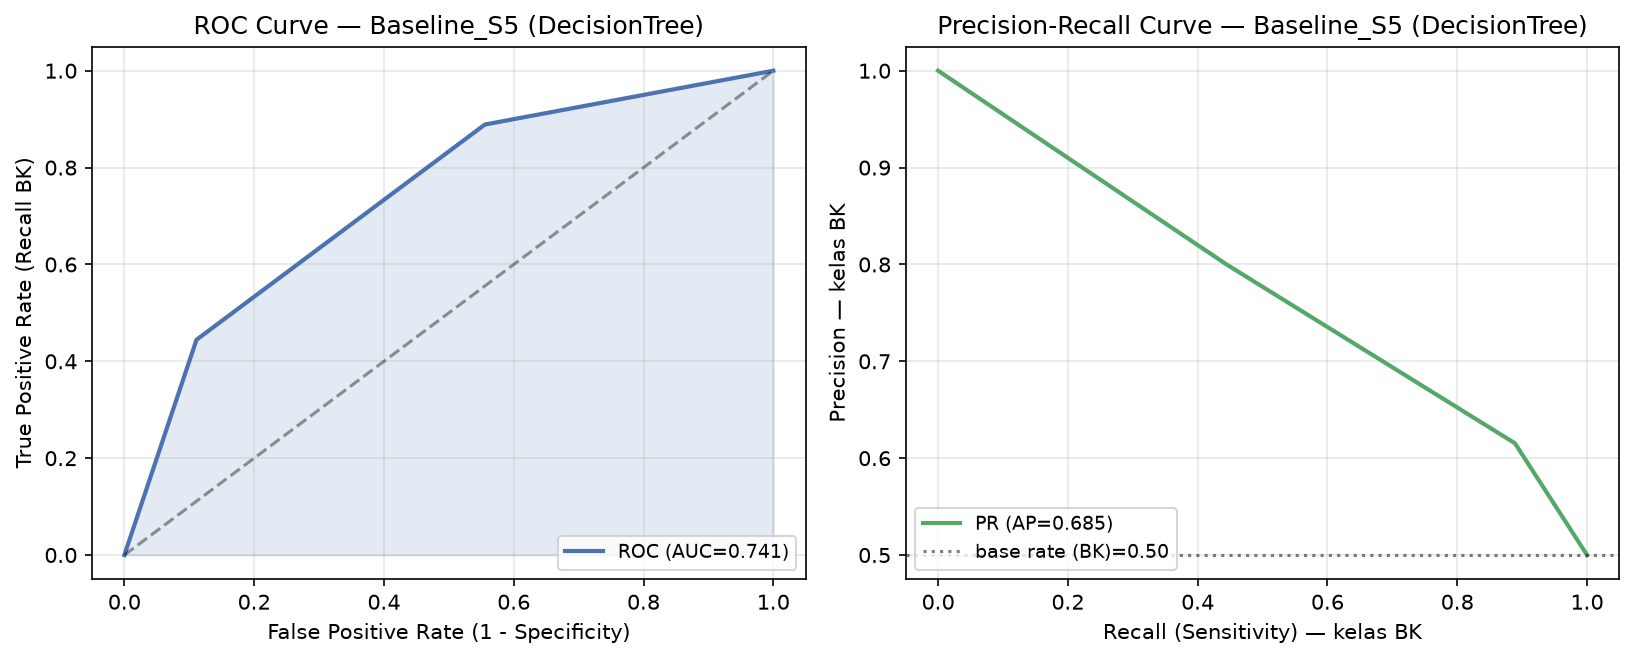 ROC Curve — Baseline_S5 (DecisionTree)
1.0
0.8
0.6
0.4
0.2
0.0
True Positive Rate (Recall BK)
0.0 0.2 0.4 0.6 0.8 1.0
False Positive Rate (1 - Specificity)
ROC (AUC=0.741)
Precision-Recall Curve — Baseline_S5 (DecisionTree)
1.0
0.9
0.8
0.7
0.6
0.5
Precision — kelas BK
0.0 0.2 0.4 0.6 0.8 1.0
Recall (Sensitivity) — kelas BK
PR (AP=0.685)
base rate (BK)=0.50